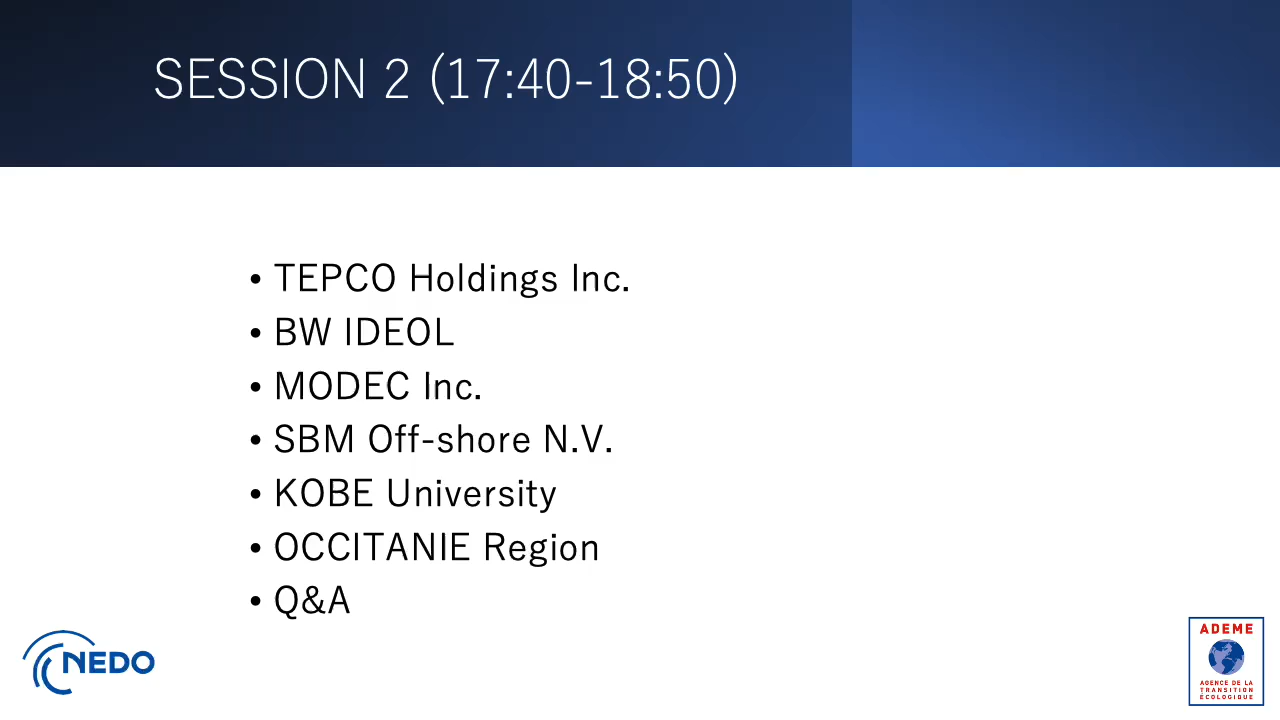 SESSION 2 (17:40-18:50)
• TEPCO Holdings Inc.
• BW IDEOL
• MODEC Inc.
• SBM Off-shore N.V.
• KOBE University
• OCCITANIE Region
• Q&A
NEDO
ADEME
AGENCE DE LA
TRANSITION
ÉCOLOGIQUE